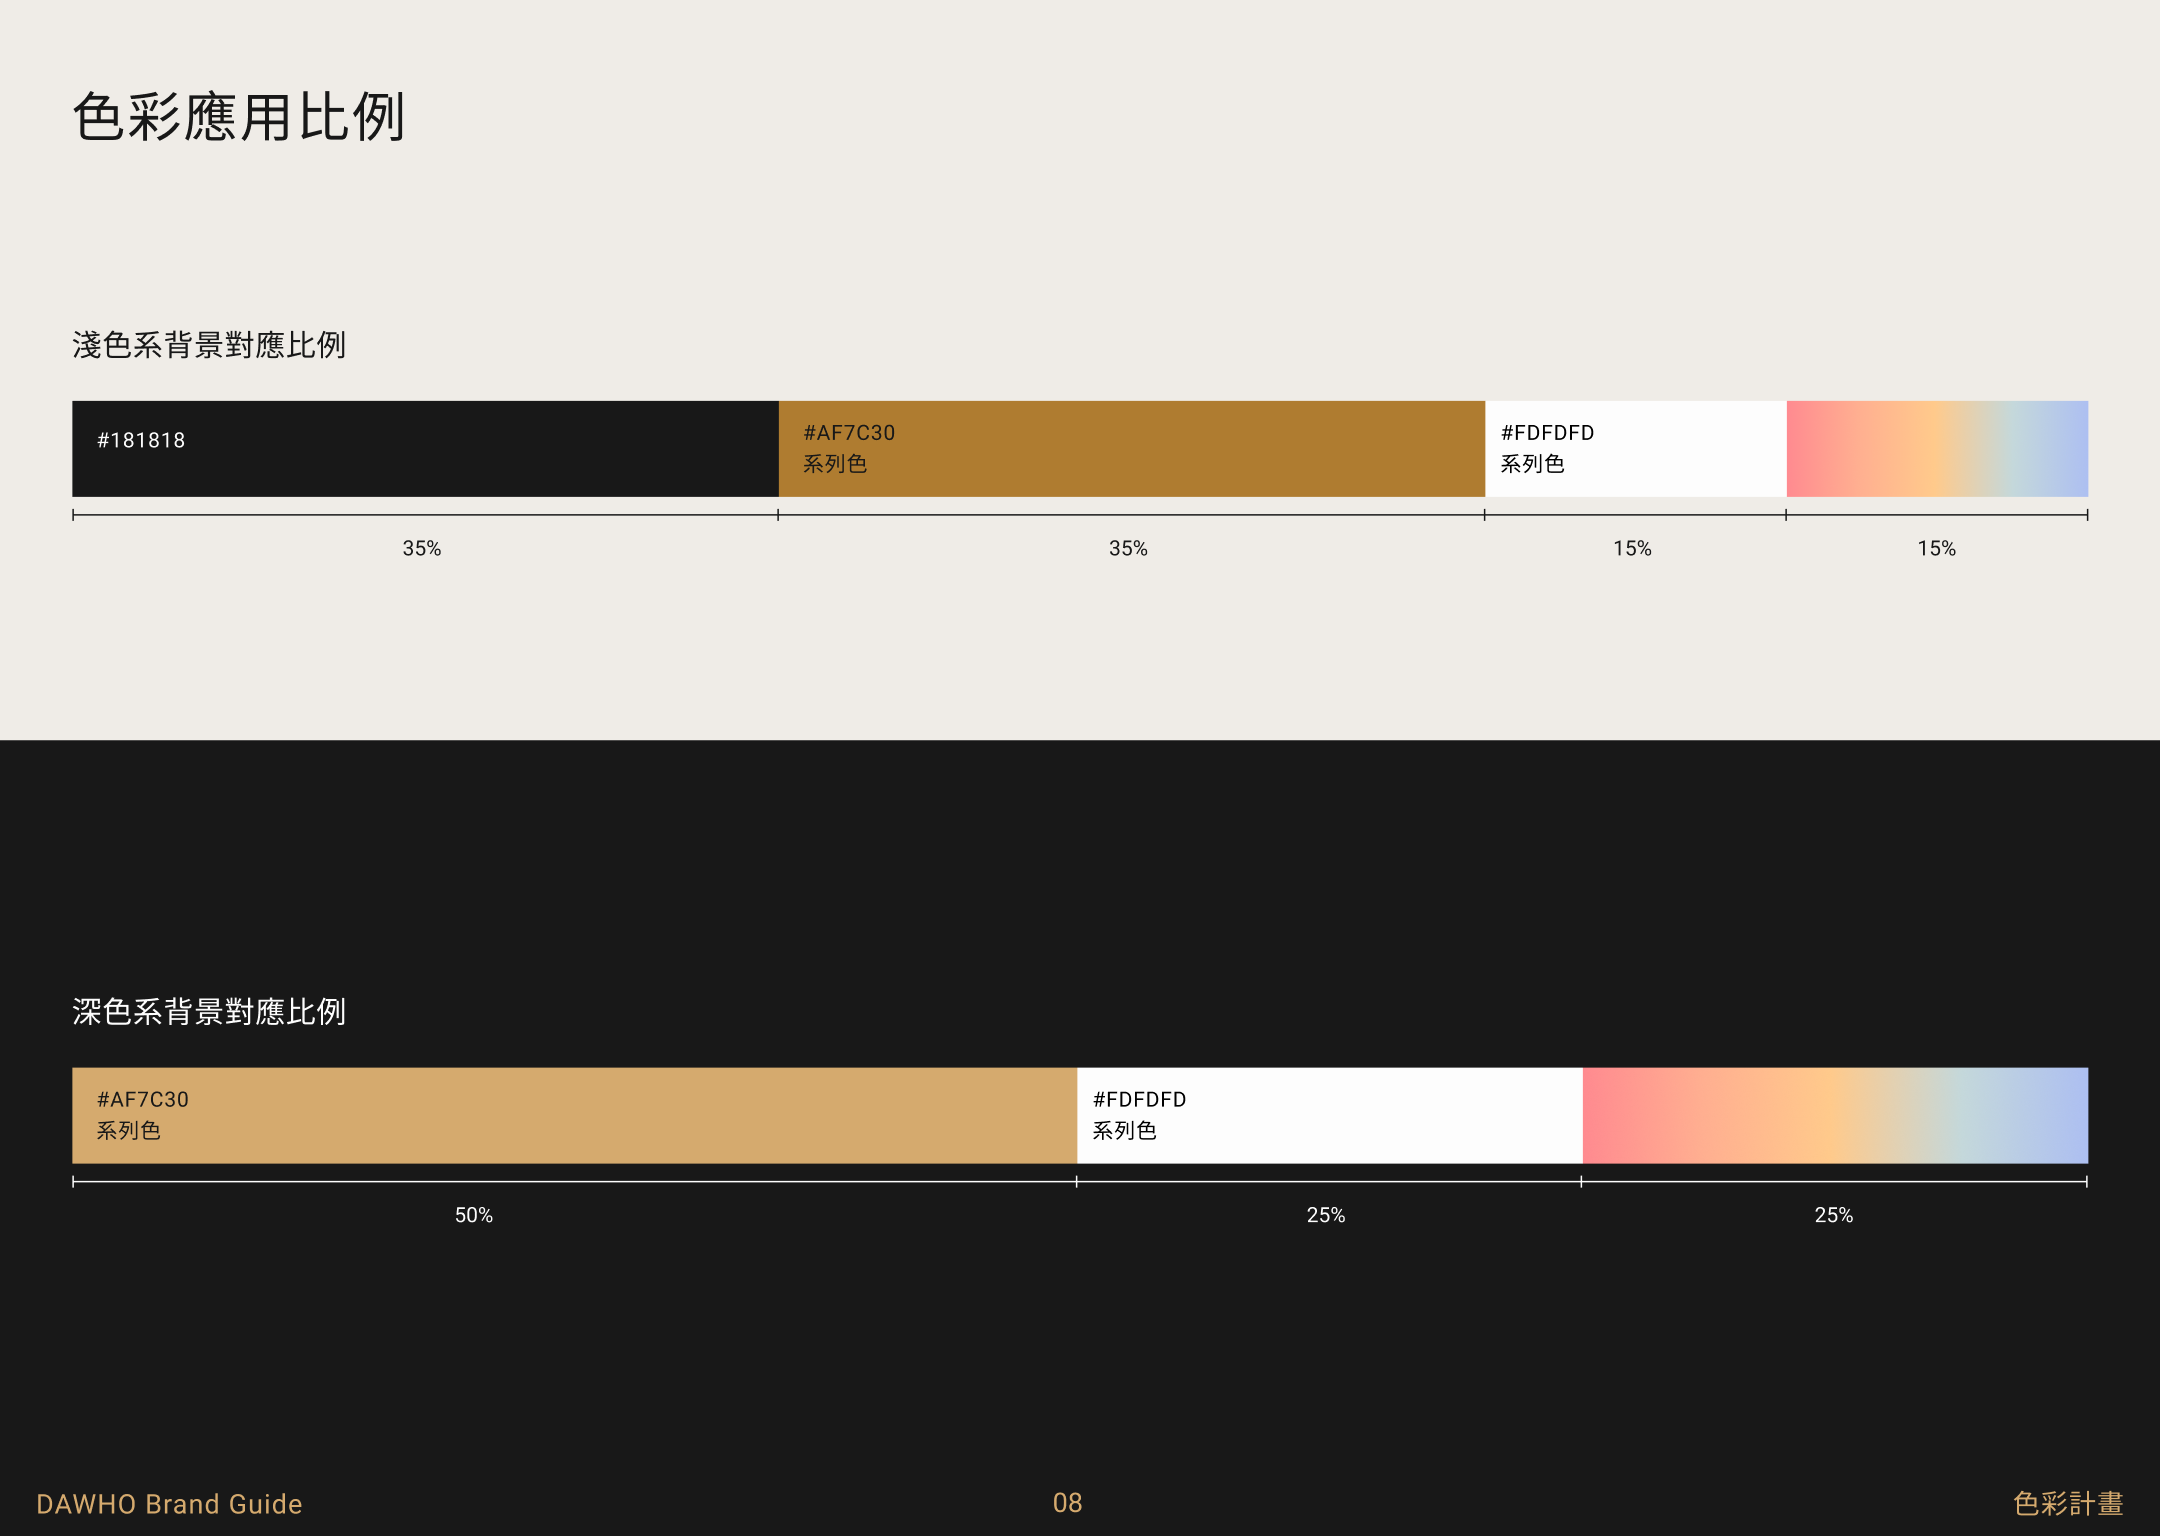 色彩應用比例
淺色系背景對應比例
#181818
#AF7C30
系列色
#FDFDFD
系列色
35%
35%
15%
15%
深色系背景對應比例
#AF7C30
系列色
#FDFDFD
系列色
50%
25%
25%
DAWHO Brand Guide
08
色彩計畫